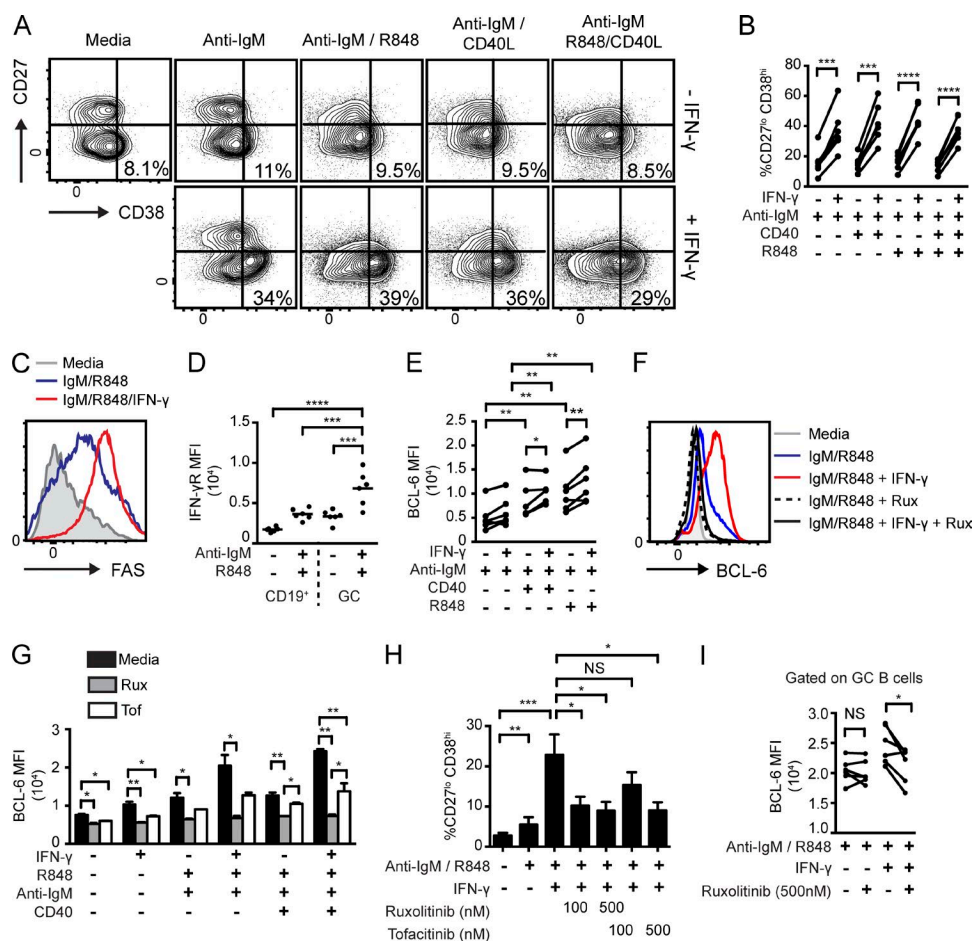 A
Media
Anti-IgM
Anti-IgM / R848
Anti-IgM /
CD40L
Anti-IgM
R848/CD40L
CD27
0
8.1%
11%
9.5%
9.5%
8.5%
- IFN-γ
0
CD38
0
34%
39%
36%
29%
+ IFN-γ
0 0 0 0
B
%CD27lo CD38hi
80
60
40
20
0
*** *** **** ****
IFN-γ - + - + - + - +
Anti-IgM + + + + + + + +
CD40 - - + + - - + +
R848 - - - - + + + +
C
Media
IgM/R848
IgM/R848/IFN-γ
0
FAS
D
IFN-γR MFI
(10⁴)
1.0
0.5
0
****
***
***
Anti-IgM - + - +
R848 - + - +
CD19+ GC
E
BCL-6 MFI
(10⁴)
2.5
2.0
1.5
1.0
0.5
0
**
**
**
**
*
**
IFN-γ - + - + - +
Anti-IgM + + + + + +
CD40 - - + + - -
R848 - - - - + +
F
Media
IgM/R848
IgM/R848 + IFN-γ
IgM/R848 + Rux
IgM/R848 + IFN-γ + Rux
0
BCL-6
G
Media
Rux
Tof
BCL-6 MFI
(10⁴)
3
2
1
0
* *
** *
*
*
** *
** ** *
IFN-γ - + - + - +
R848 - - + + + +
Anti-IgM - - + + + +
CD40 - - - - + +
H
%CD27lo CD38hi
40
30
20
10
0
*
NS
*
*
***
**
Anti-IgM / R848 - + + + + + +
IFN-γ - - + + + + +
Ruxolitinib (nM) 100 500
Tofacitinib (nM) 100 500
I
Gated on GC B cells
BCL-6 MFI
(10⁴)
3.0
2.5
2.0
1.5
1.0
NS
*
Anti-IgM / R848 + + + +
IFN-γ - - + +
Ruxolitinib (500nM) - + - +